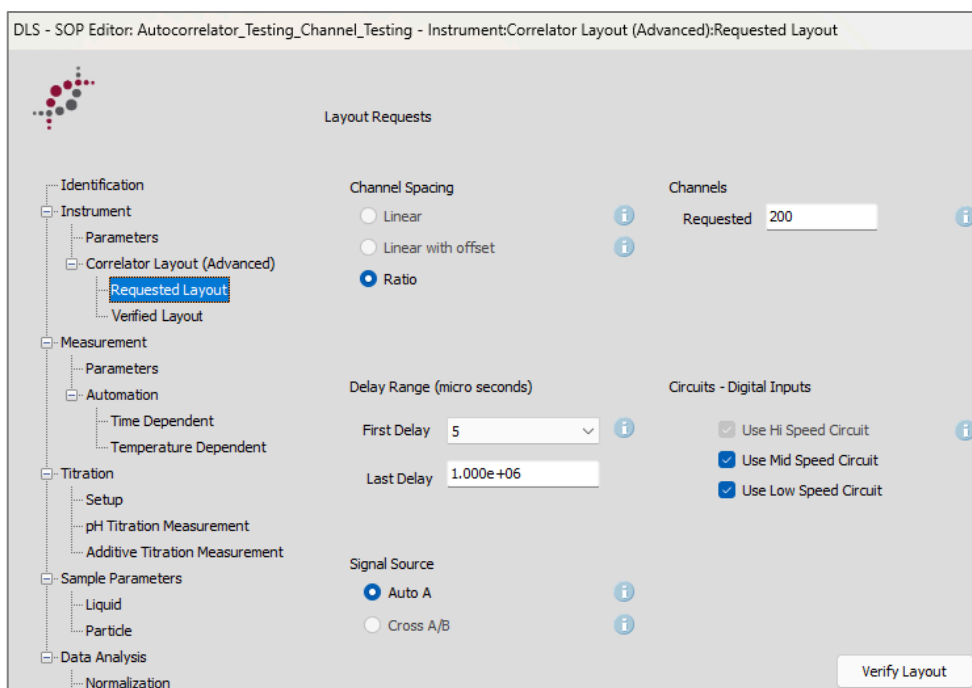 DLS - SOP Editor: Autocorrelator_Testing_Channel_Testing - Instrument:Correlator Layout (Advanced):Requested Layout
Layout Requests
Identification
Instrument
Parameters
Correlator Layout (Advanced)
Requested Layout
Verified Layout
Measurement
Parameters
Automation
Time Dependent
Temperature Dependent
Titration
Setup
pH Titration Measurement
Additive Titration Measurement
Sample Parameters
Liquid
Particle
Data Analysis
Normalization
Channel Spacing
Linear
Linear with offset
Ratio
Channels
Requested 200
Delay Range (micro seconds)
First Delay 5
Last Delay 1.000e+06
Circuits - Digital Inputs
Use Hi Speed Circuit
Use Mid Speed Circuit
Use Low Speed Circuit
Signal Source
Auto A
Cross A/B
Verify Layout